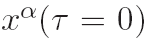 x^α(τ = 0)